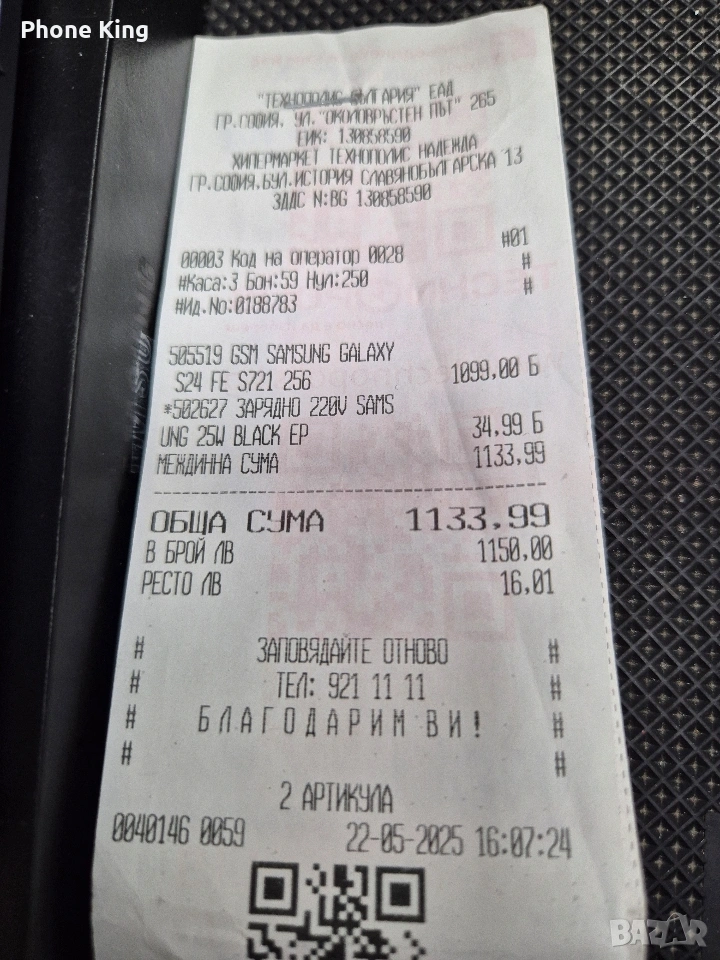 Phone King
"ТЕХНОПОЛИС БЪЛГАРИЯ" ЕАД
ГР.СОФИЯ, УЛ."ОКОЛОВРЪСТЕН ПЪТ" 265
ЕИК: 130858590
ХИПЕРМАРКЕТ ТЕХНОПОЛИС НАДЕЖДА
ГР.СОФИЯ,БУЛ.ИСТОРИЯ СЛАВЯНОБЪЛГАРСКА 13
ЗДДС N:BG 130858590
00003 Код на оператор 0028 #01
#Каса:3 Бон:59 Нул:250 #
#Ид.No:0188783 #
505519 GSM SAMSUNG GALAXY
S24 FE S721 256 1099,00 Б
*502627 ЗАРЯДНО 220V SAMS
UNG 25W BLACK EP 34,99 Б
МЕЖДИННА СУМА 1133,99
ОБЩА СУМА 1133,99
В БРОЙ ЛВ 1150,00
РЕСТО ЛВ 16,01
# ЗАПОВЯДАЙТЕ ОТНОВО #
# ТЕЛ: 921 11 11 #
# Б Л А Г О Д А Р И М В И ! #
# #
2 АРТИКУЛА
0040146 0059 22-05-2025 16:07:24
BAZAR